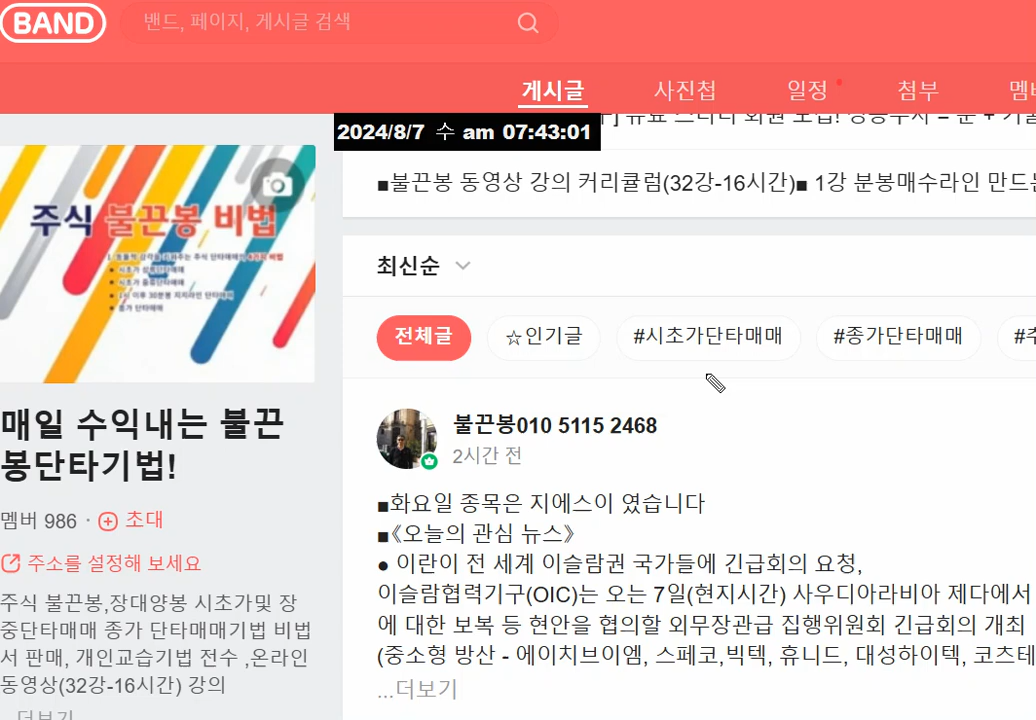 BAND
밴드, 페이지, 게시글 검색
게시글 사진첩 일정 첨부
2024/8/7 수 am 07:43:01
유료 스터디 회원 모집!
■불끈봉 동영상 강의 커리큘럼(32강-16시간)■ 1강 분봉매수라인
주식 불끈봉 비법
최신순
전체글 ☆인기글 #시초가단타매매 #종가단타매매
매일 수익내는 불끈
봉단타기법!
멤버 986 · 초대
주소를 설정해 보세요
주식 불끈봉,장대양봉 시초가및 장
중단타매매 종가 단타매매기법 비법
서 판매, 개인교습기법 전수 ,온라인
동영상(32강-16시간) 강의
...더보기
불끈봉010 5115 2468
2시간 전
■화요일 종목은 지에스이 였습니다
■《오늘의 관심 뉴스》
● 이란이 전 세계 이슬람권 국가들에 긴급회의 요청,
이슬람협력기구(OIC)는 오는 7일(현지시간) 사우디아라비아 제다에서
에 대한 보복 등 현안을 협의할 외무장관급 집행위원회 긴급회의 개최
(중소형 방산 - 에이치브이엠, 스페코,빅텍, 휴니드, 대성하이텍, 코츠테
...더보기